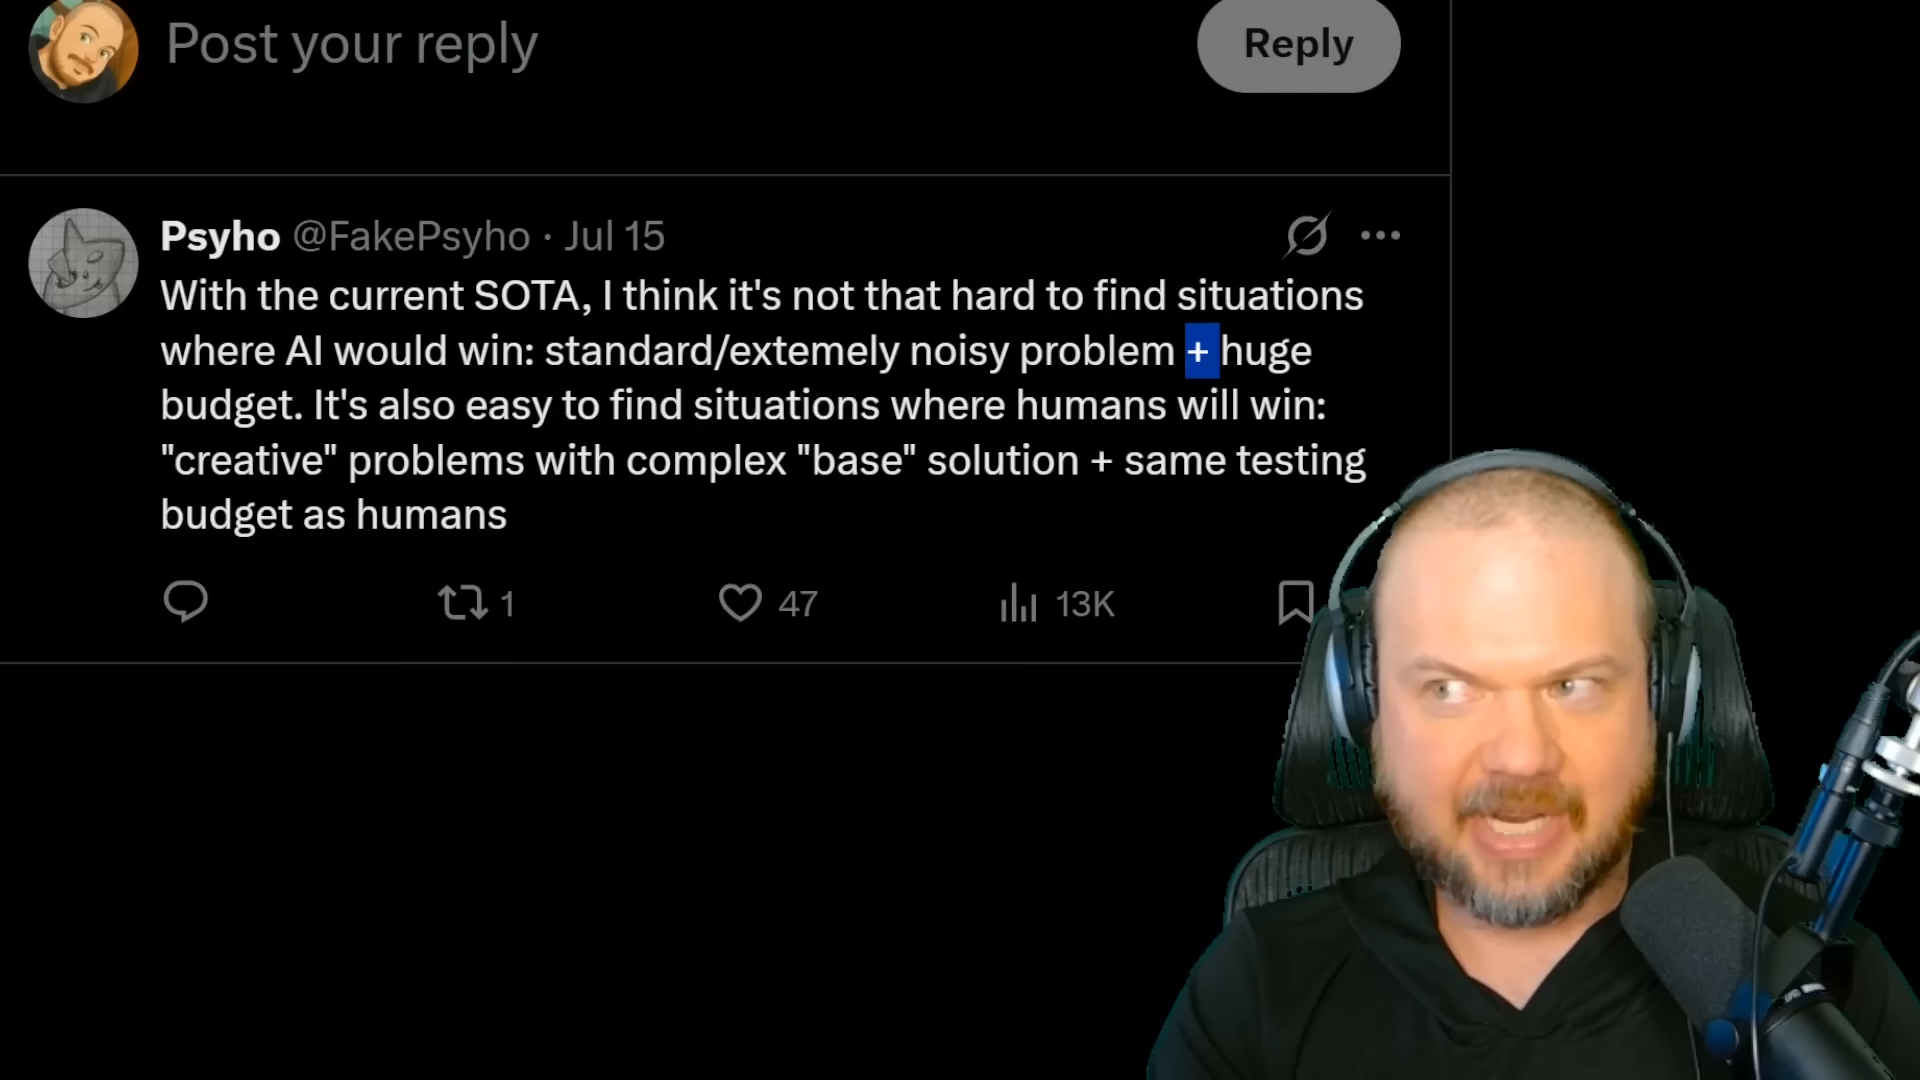 Post your reply
Reply
Psyho @FakePsyho · Jul 15
With the current SOTA, I think it's not that hard to find situations
where AI would win: standard/extemely noisy problem + huge
budget. It's also easy to find situations where humans will win:
"creative" problems with complex "base" solution + same testing
budget as humans
1
47
13K